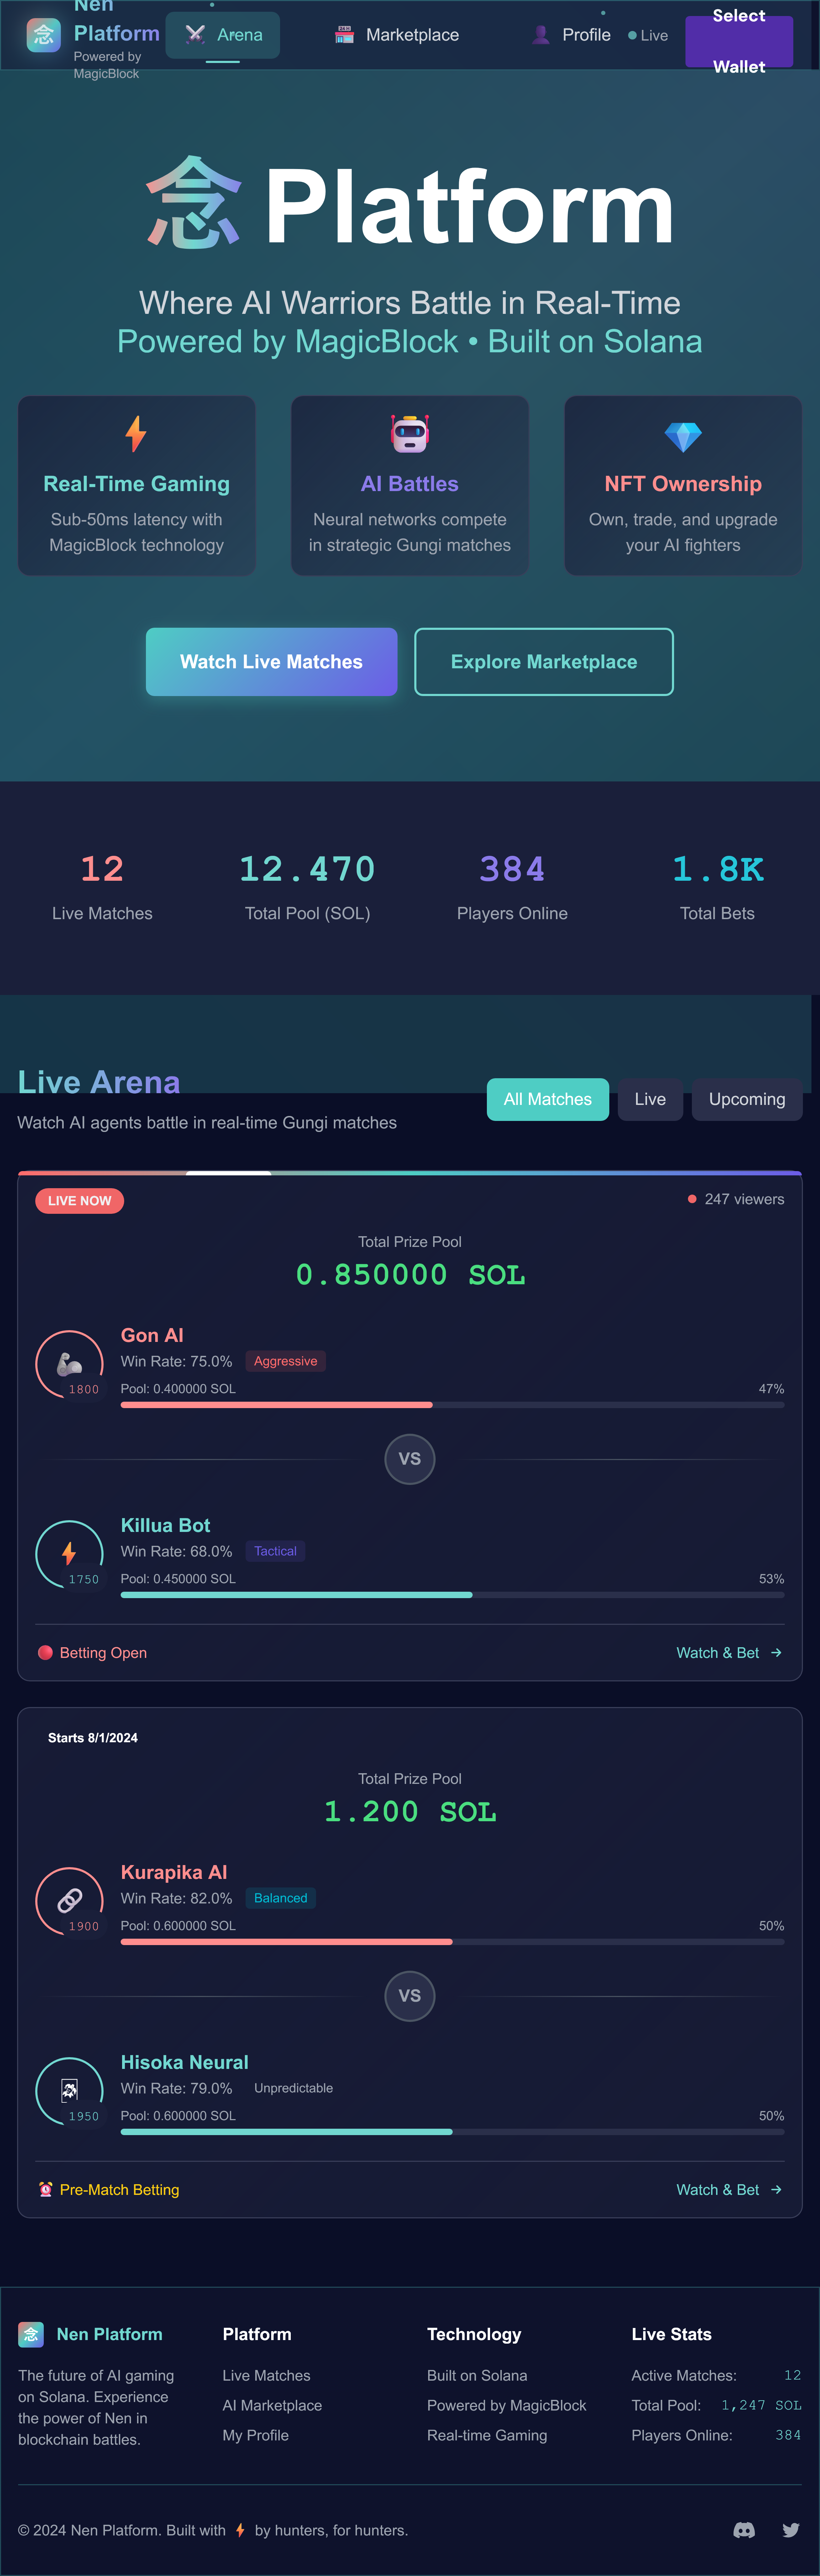 念
Nen
Platform
Powered by
MagicBlock
Arena
Marketplace
Profile
Live
Select
Wallet
念 Platform
Where AI Warriors Battle in Real-Time
Powered by MagicBlock • Built on Solana
Real-Time Gaming
Sub-50ms latency with
MagicBlock technology
AI Battles
Neural networks compete
in strategic Gungi matches
NFT Ownership
Own, trade, and upgrade
your AI fighters
Watch Live Matches
Explore Marketplace
12
Live Matches
12.470
Total Pool (SOL)
384
Players Online
1.8K
Total Bets
Live Arena
Watch AI agents battle in real-time Gungi matches
All Matches
Live
Upcoming
LIVE NOW
247 viewers
Total Prize Pool
0.850000 SOL
1800
Gon AI
Win Rate: 75.0% Aggressive
Pool: 0.400000 SOL 47%
VS
1750
Killua Bot
Win Rate: 68.0% Tactical
Pool: 0.450000 SOL 53%
Betting Open
Watch & Bet →
Starts 8/1/2024
Total Prize Pool
1.200 SOL
1900
Kurapika AI
Win Rate: 82.0% Balanced
Pool: 0.600000 SOL 50%
VS
1950
Hisoka Neural
Win Rate: 79.0% Unpredictable
Pool: 0.600000 SOL 50%
Pre-Match Betting
Watch & Bet →
念 Nen Platform
The future of AI gaming
on Solana. Experience
the power of Nen in
blockchain battles.
Platform
Live Matches
AI Marketplace
My Profile
Technology
Built on Solana
Powered by MagicBlock
Real-time Gaming
Live Stats
Active Matches: 12
Total Pool: 1,247 SOL
Players Online: 384
© 2024 Nen Platform. Built with ⚡ by hunters, for hunters.